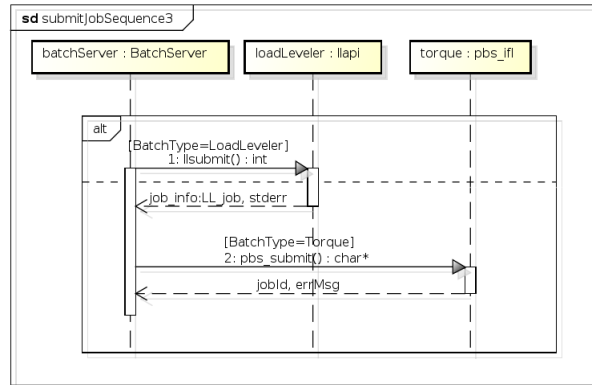 sd submitJobSequence3
batchServer : BatchServer
loadLeveler : llapi
torque : pbs_ifl
alt
[BatchType=LoadLeveler]
1: llsubmit() : int
job_info:LL_job, stderr
[BatchType=Torque]
2: pbs_submit() : char*
jobId, errMsg